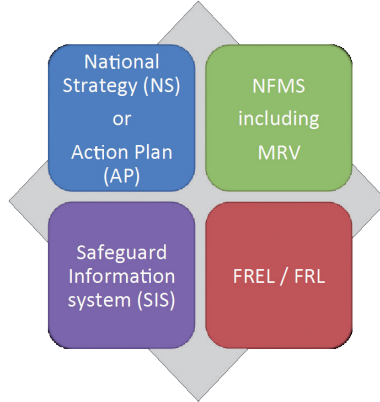 National
Strategy (NS)
or
Action Plan
(AP)
NFMS
including
MRV
Safeguard
Information
system (SIS)
FREL / FRL